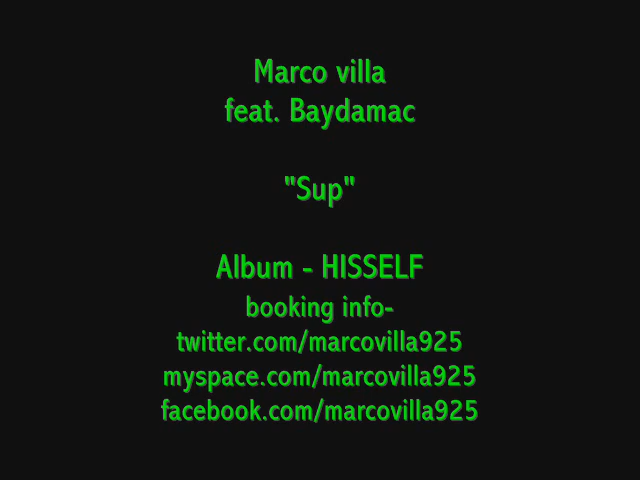 Marco villa
feat. Baydamac
"Sup"
Album - HISSELF
booking info-
twitter.com/marcovilla925
myspace.com/marcovilla925
facebook.com/marcovilla925